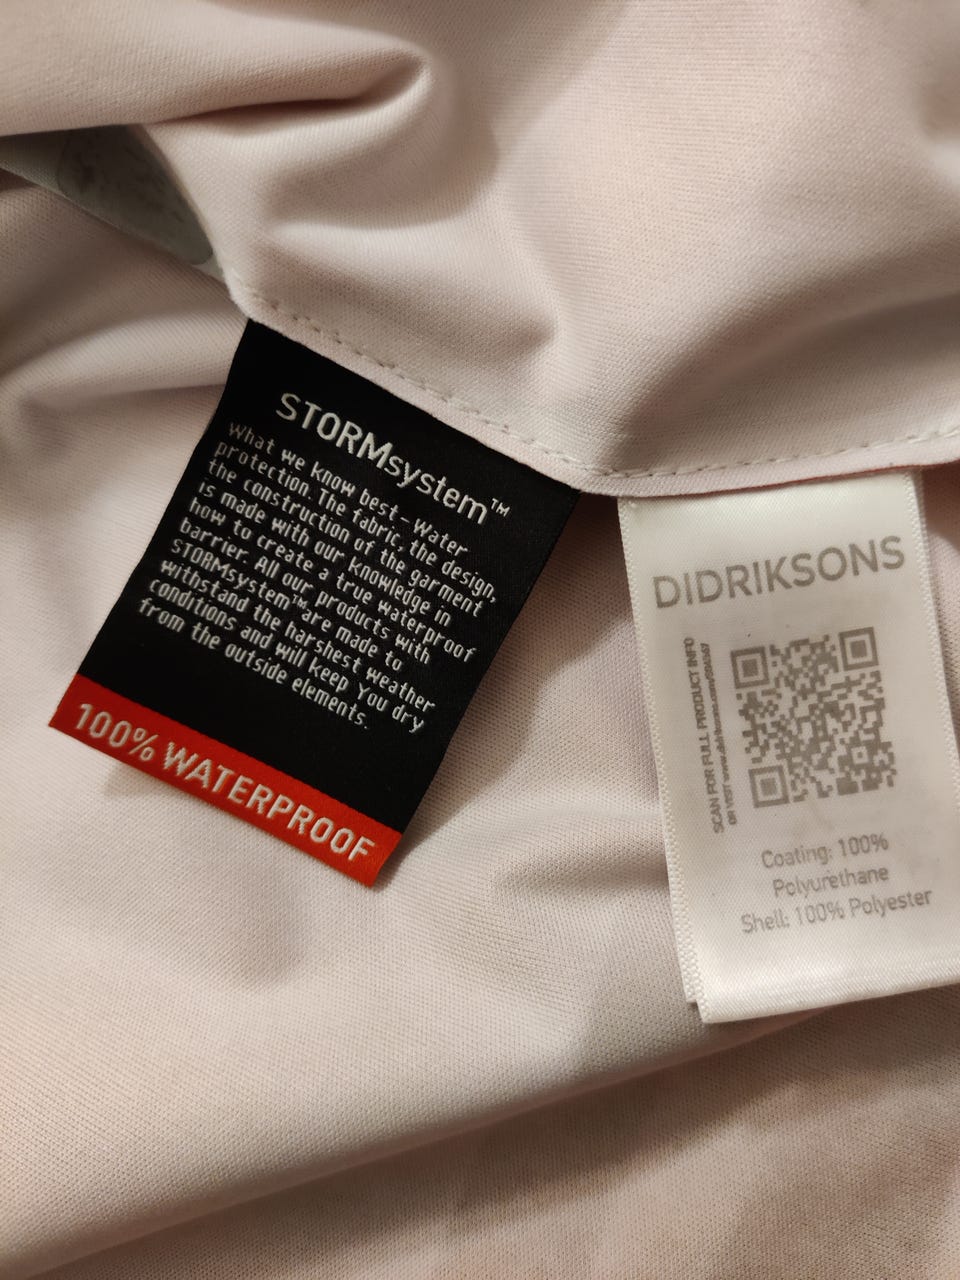 STORMsystem™
What we know best – Water
protection. The fabric, the design,
the construction of the garment
is made with our knowledge in
how to create a true waterproof
barrier. All our products with
STORMsystem™ are made to
withstand the harshest weather
conditions and will keep You dry
from the outside elements.
100% WATERPROOF
DIDRIKSONS
SCAN FOR FULL PRODUCT INFO
OR VISIT
Coating: 100%
Polyurethane
Shell: 100% Polyester